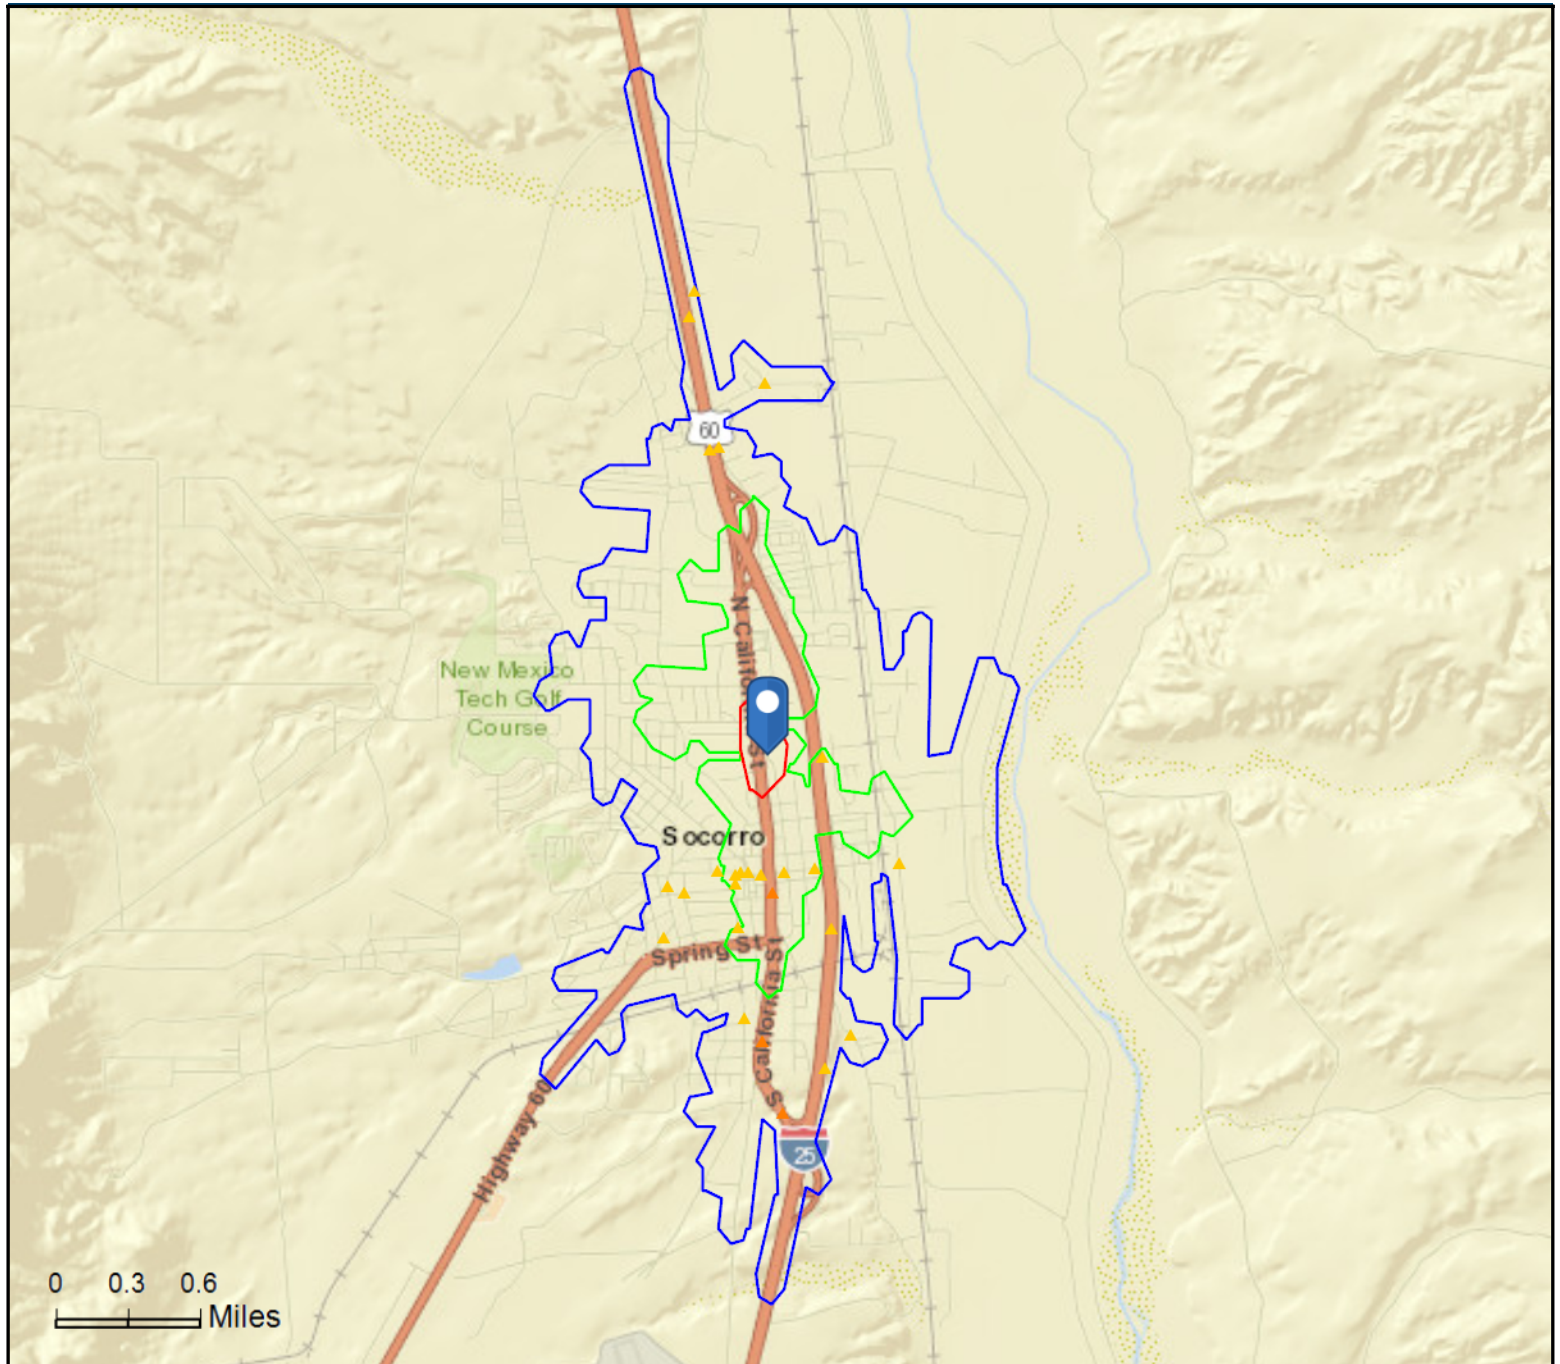 60
N Califor
St
New Mexico
Tech Golf
Course
Socorro
Spring St
S California St
Highway 60
25
0 0.3 0.6
Miles